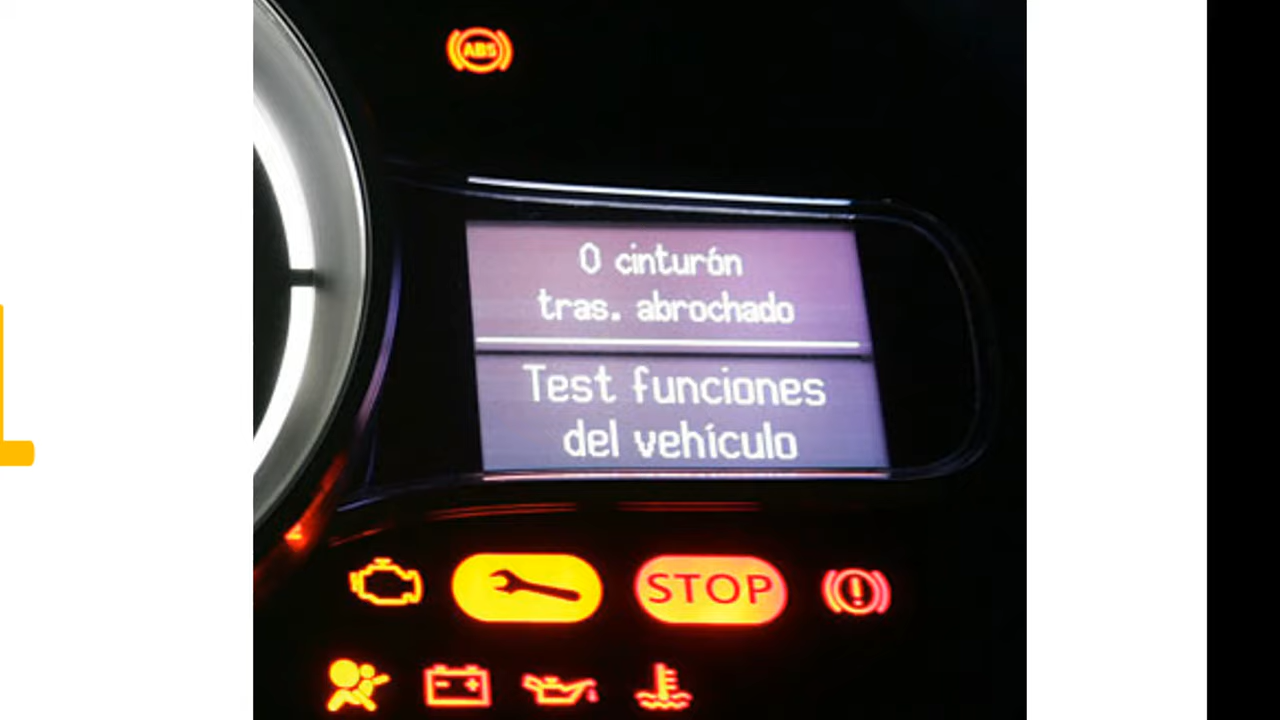 ABS
0 cinturón
tras. abrochado
Test funciones
del vehículo
STOP